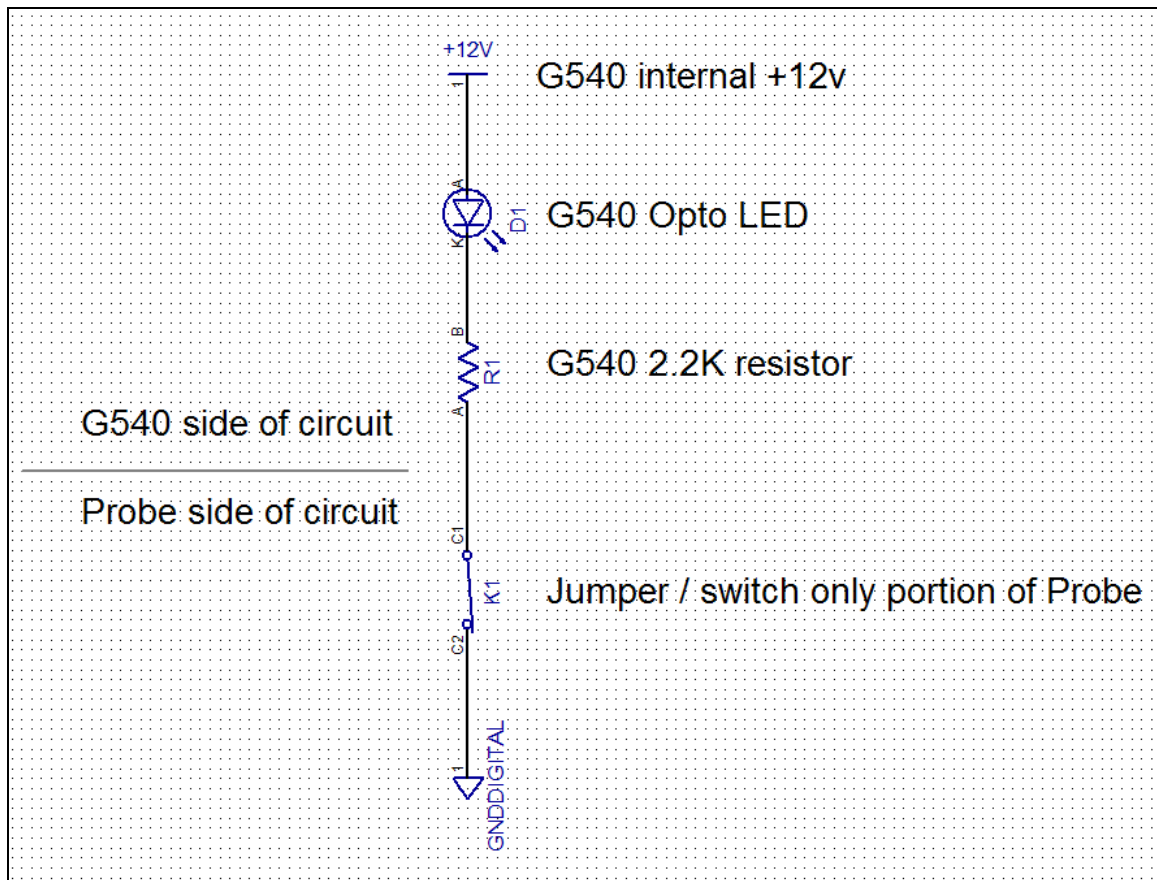 +12V
G540 internal +12v
1
A
G540 Opto LED
D1
K
B
G540 2.2K resistor
R1
A
G540 side of circuit
Probe side of circuit
C1
K1
Jumper / switch only portion of Probe
C2
1
GNDDIGITAL